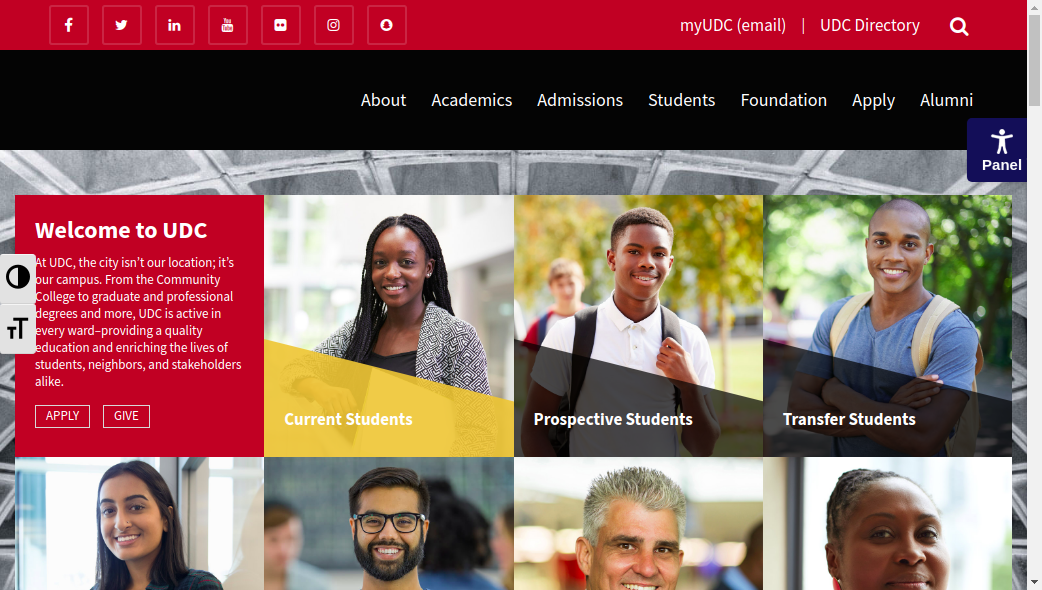 myUDC (email) | UDC Directory
About Academics Admissions Students Foundation Apply Alumni
Panel
Welcome to UDC
At UDC, the city isn't our location; it's
our campus. From the Community
College to graduate and professional
degrees and more, UDC is active in
every ward–providing a quality
education and enriching the lives of
students, neighbors, and stakeholders
alike.
APPLY GIVE
Current Students
Prospective Students
Transfer Students